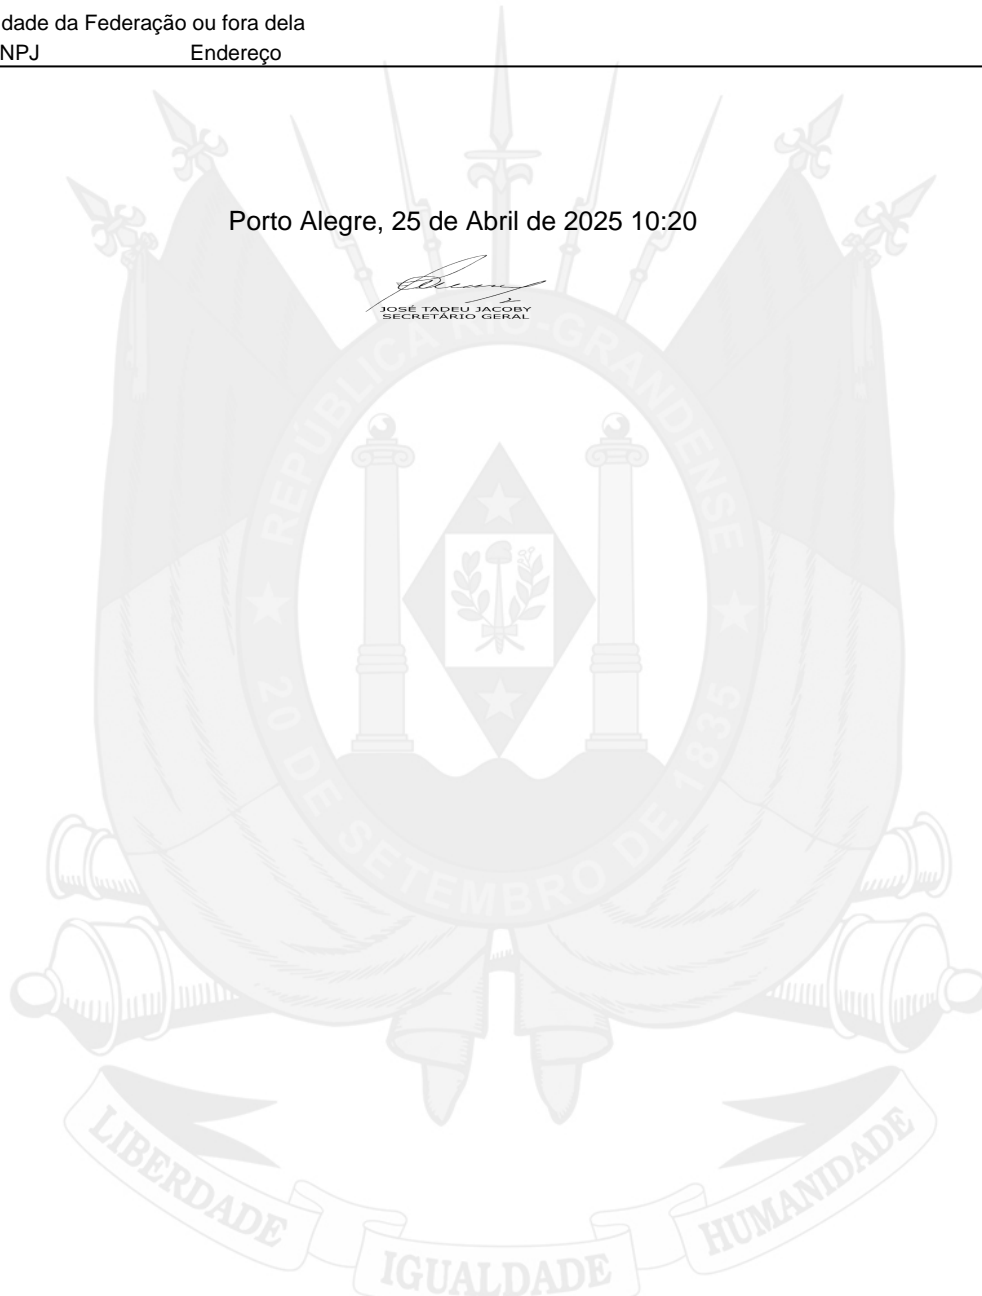 dade da Federação ou fora dela
NPJ Endereço
Porto Alegre, 25 de Abril de 2025 10:20
JOSÉ TADEU JACOBY
SECRETÁRIO GERAL
REPÚBLICA RIO-GRANDENSE
20 DE SETEMBRO DE 1835
LIBERDADE
IGUALDADE
HUMANIDADE